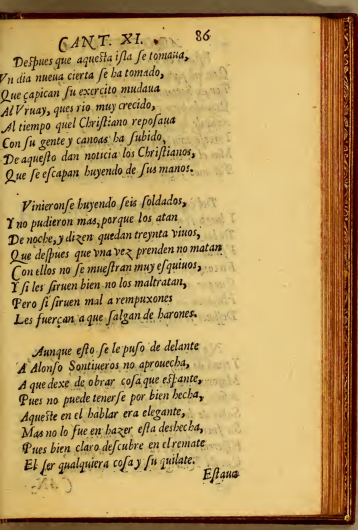 CANT. XI. 86
Despues que aquesta isla se tomaua,
Vn dia nueua cierta se ha tomado,
Que çapican su exercito mudaua
Al Vruay, ques rio muy crecido,
Al tiempo quel Christiano reposaua
Con su gente y canoas ha subido,
De aquesto dan noticia los Christianos,
Que se escapan huyendo de sus manos.
Vinieronse huyendo seis soldados,
Y no pudieron mas, porque los atan
De noche, y dizen quedan treynta viuos,
Que despues que vna vez prenden no matan
Con ellos no se muestran muy esquiuos,
Y si les siruen bien no los maltratan,
Pero si siruen mal a rempuxones
Les fuerçan a que salgan de harones.
Aunque esto se le puso de delante
A Alonso Sontiueros no aprouecha,
A que dexe de obrar cosa que espante,
Pues no puede tenerse por bien hecha,
Aqueste en el hablar era elegante,
Mas no lo fue en hazer esta deshecha,
Pues bien claro descubre en el remate
El ser qualquiera cosa y su quilate.
Estaua